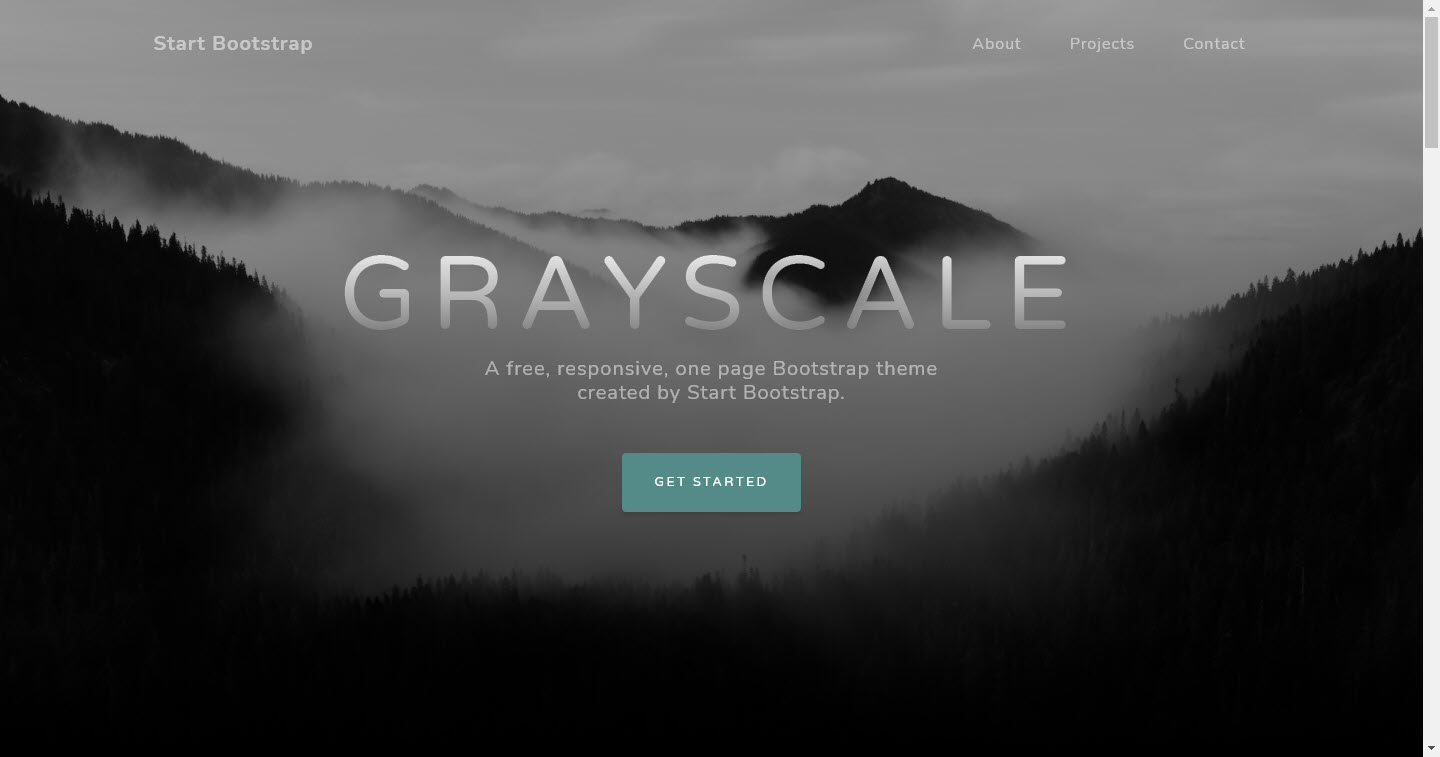 Start Bootstrap
About
Projects
Contact
GRAYSCALE
A free, responsive, one page Bootstrap theme
created by Start Bootstrap.
GET STARTED